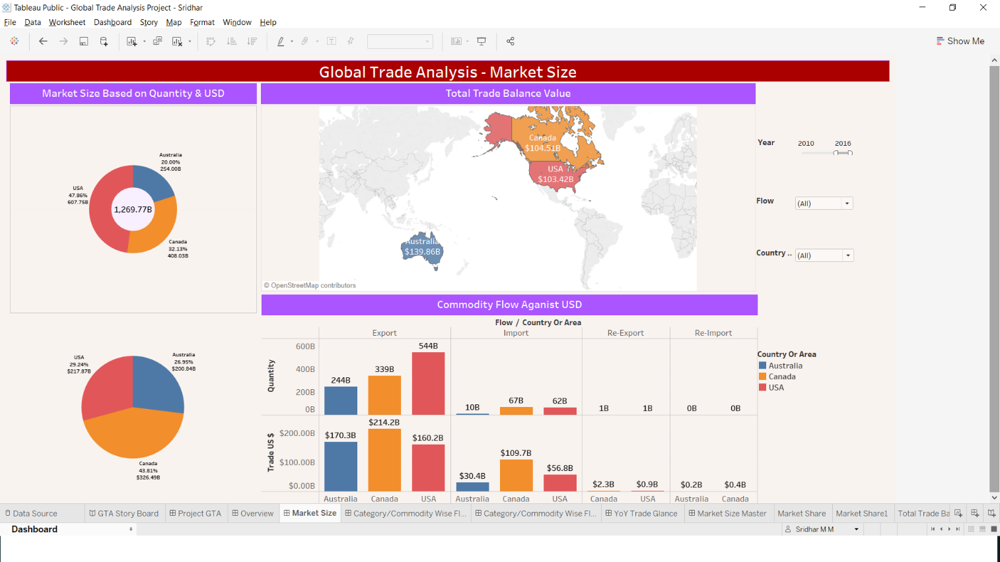 Tableau Public - Global Trade Analysis Project - Sridhar
File Data Worksheet Dashboard Story Map Format Window Help
Show Me
Global Trade Analysis - Market Size
Market Size Based on Quantity & USD
Total Trade Balance Value
Australia
20.00%
254.00B
USA
47.86%
607.75B
1,269.77B
Canada
32.13%
408.03B
Canada
$104.51B
USA
$103.42B
Australia
$139.86B
© OpenStreetMap contributors
Year 2010 2016
Flow (All)
Country .. (All)
Commodity Flow Aganist USD
Flow / Country Or Area
Export Import Re-Export Re-Import
Quantity
600B
400B
200B
0B
244B 339B 544B 10B 67B 62B 1B 1B 0B 0B
Trade US $
$200.00B
$100.00B
$0.00B
$170.3B $214.2B $160.2B $30.4B $109.7B $56.8B $2.3B $0.9B $0.2B $0.4B
Australia Canada USA Australia Canada USA Canada USA Australia Canada
USA
29.24%
$217.87B
Australia
26.95%
$200.84B
Canada
43.81%
$326.49B
Country Or Area
Australia
Canada
USA
Data Source GTA Story Board Project GTA Overview Market Size Category/Commodity Wise Fl... Category/Commodity Wise Fl... YoY Trade Glance Market Size Master Market Share Market Share1 Total Trade Ba
Dashboard
Sridhar M M